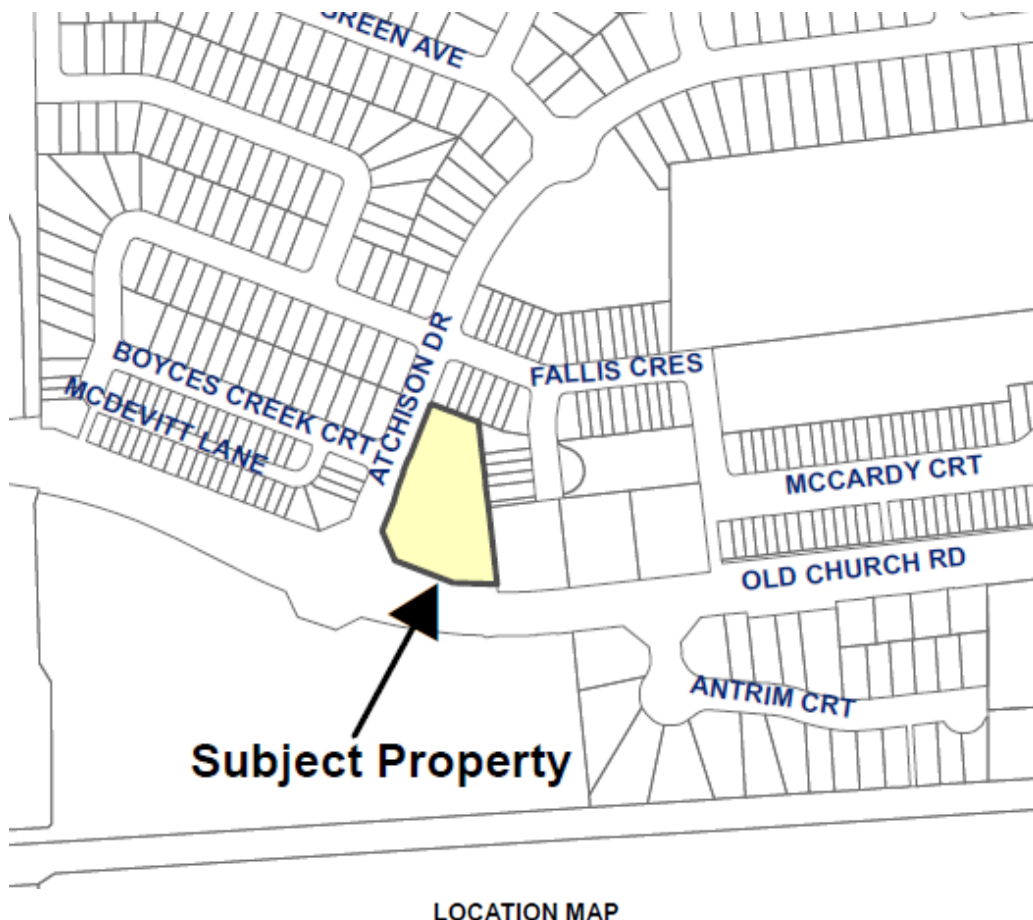 GREEN AVE
ATCHISON DR
FALLIS CRES
BOYCES CREEK CRT
MCDEVITT LANE
MCCARDY CRT
OLD CHURCH RD
ANTRIM CRT
Subject Property
LOCATION MAP